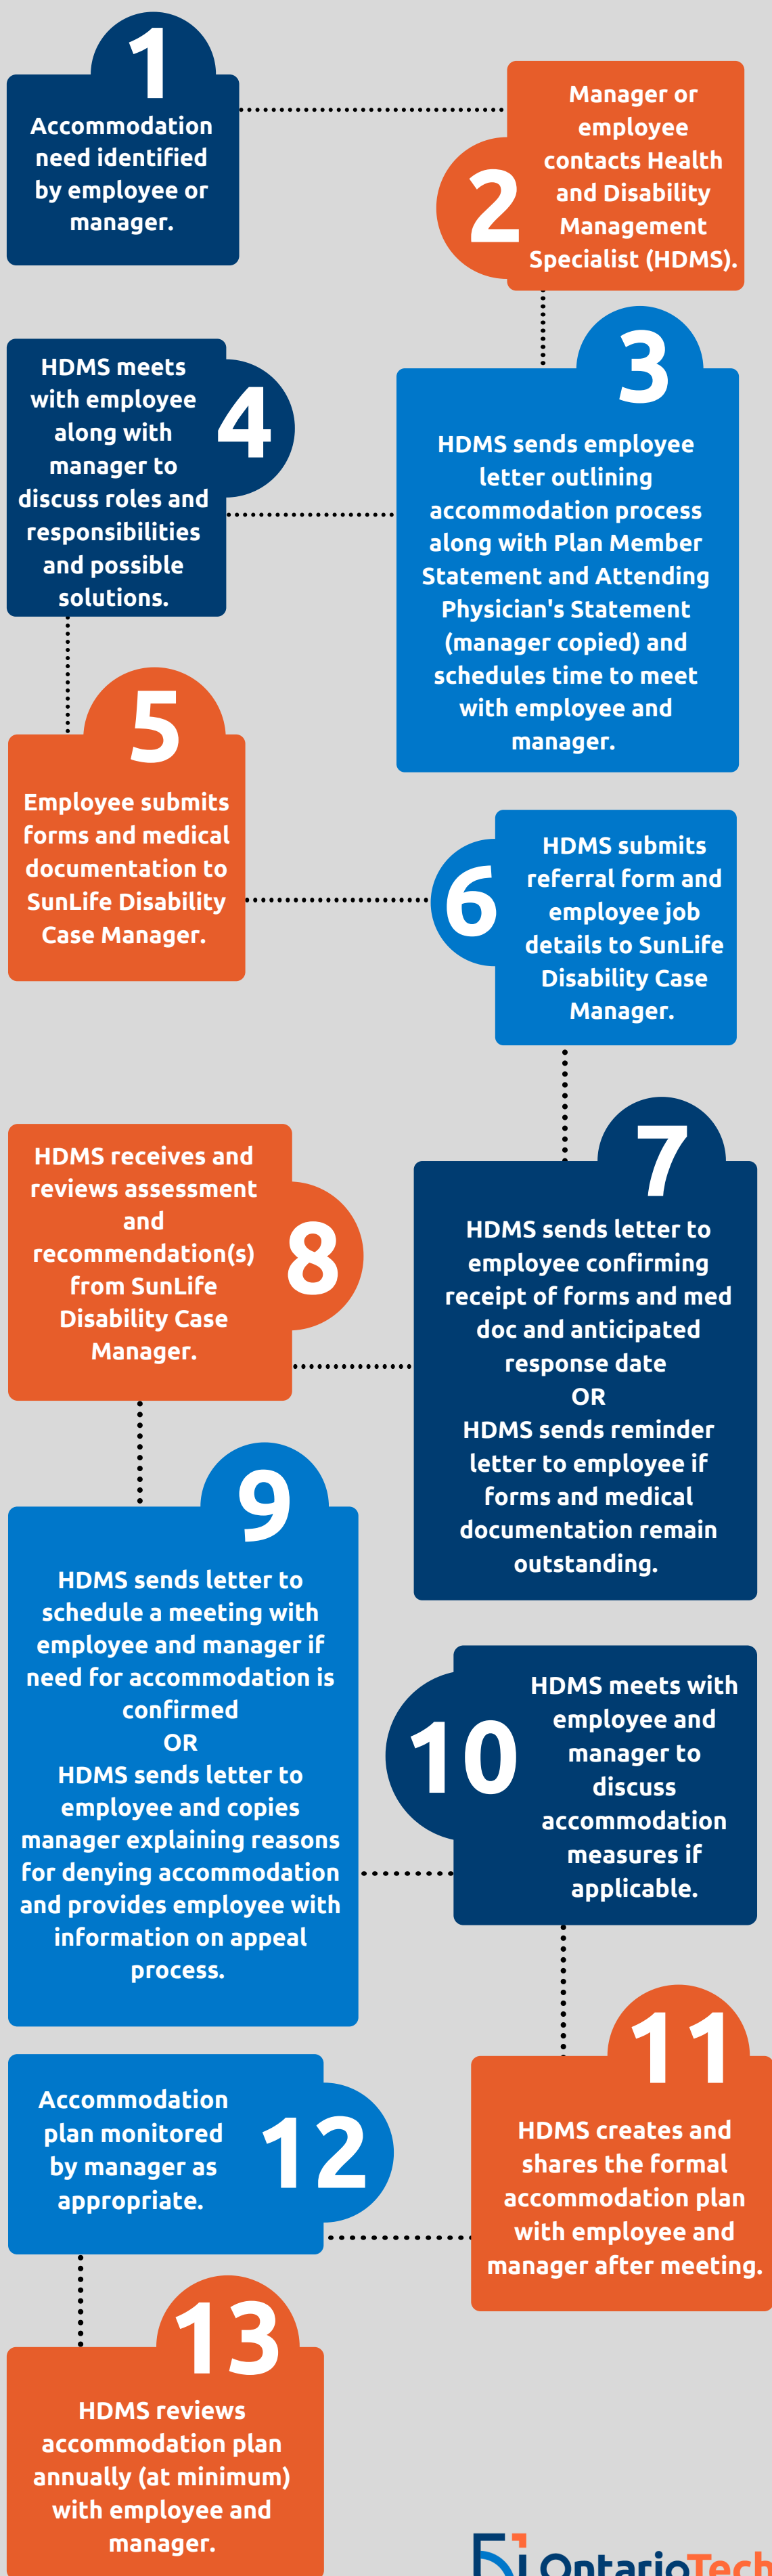 1
Accommodation
need identified
by employee or
manager.
2
Manager or
employee
contacts Health
and Disability
Management
Specialist (HDMS).
3
HDMS sends employee
letter outlining
accommodation process
along with Plan Member
Statement and Attending
Physician's Statement
(manager copied) and
schedules time to meet
with employee and
manager.
4
HDMS meets
with employee
along with
manager to
discuss roles and
responsibilities
and possible
solutions.
5
Employee submits
forms and medical
documentation to
SunLife Disability
Case Manager.
6
HDMS submits
referral form and
employee job
details to SunLife
Disability Case
Manager.
7
HDMS sends letter to
employee confirming
receipt of forms and med
doc and anticipated
response date
OR
HDMS sends reminder
letter to employee if
forms and medical
documentation remain
outstanding.
8
HDMS receives and
reviews assessment
and
recommendation(s)
from SunLife
Disability Case
Manager.
9
HDMS sends letter to
schedule a meeting with
employee and manager if
need for accommodation is
confirmed
OR
HDMS sends letter to
employee and copies
manager explaining reasons
for denying accommodation
and provides employee with
information on appeal
process.
10
HDMS meets with
employee and
manager to
discuss
accommodation
measures if
applicable.
11
HDMS creates and
shares the formal
accommodation plan
with employee and
manager after meeting.
12
Accommodation
plan monitored
by manager as
appropriate.
13
HDMS reviews
accommodation plan
annually (at minimum)
with employee and
manager.
OntarioTech